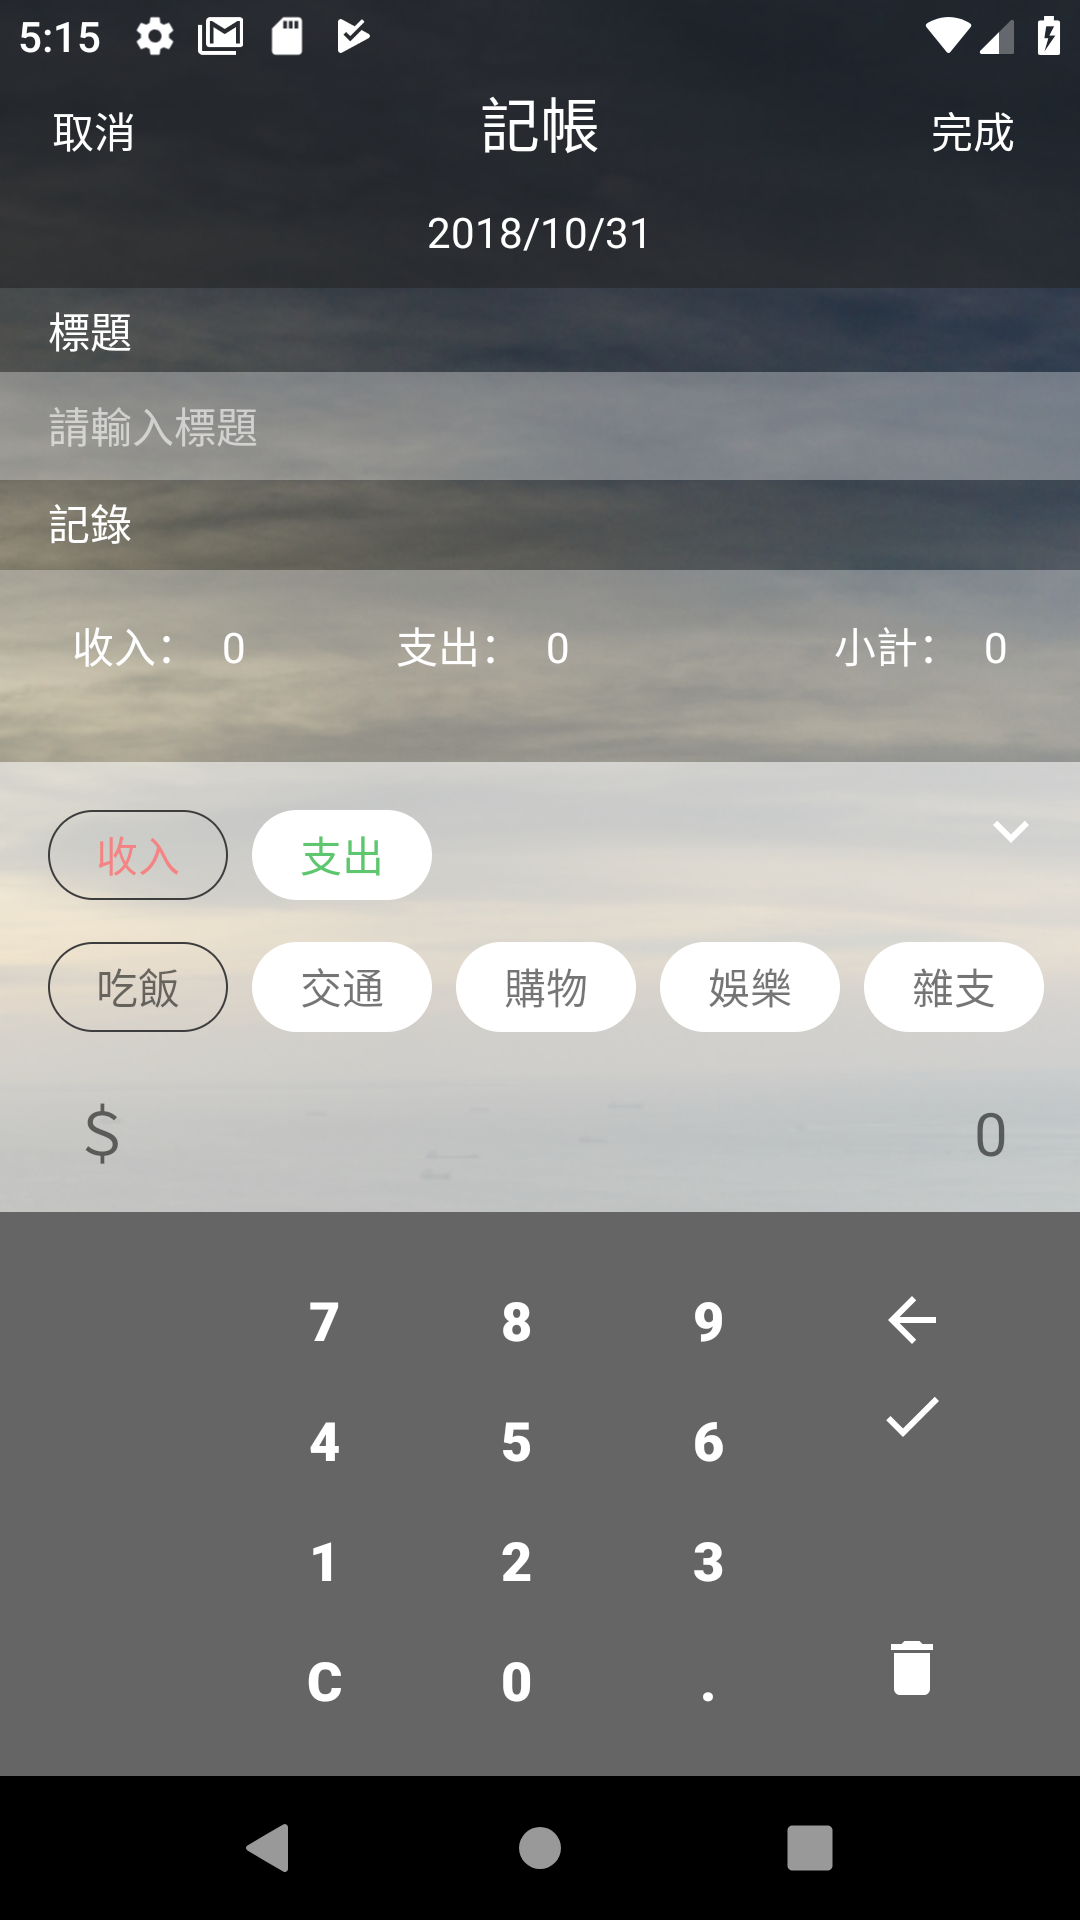 5:15
取消 記帳 完成
2018/10/31
標題
請輸入標題
記錄
收入： 0 支出： 0 小計： 0
收入 支出
吃飯 交通 購物 娛樂 雜支
$ 0
7 8 9
4 5 6
1 2 3
C 0 .